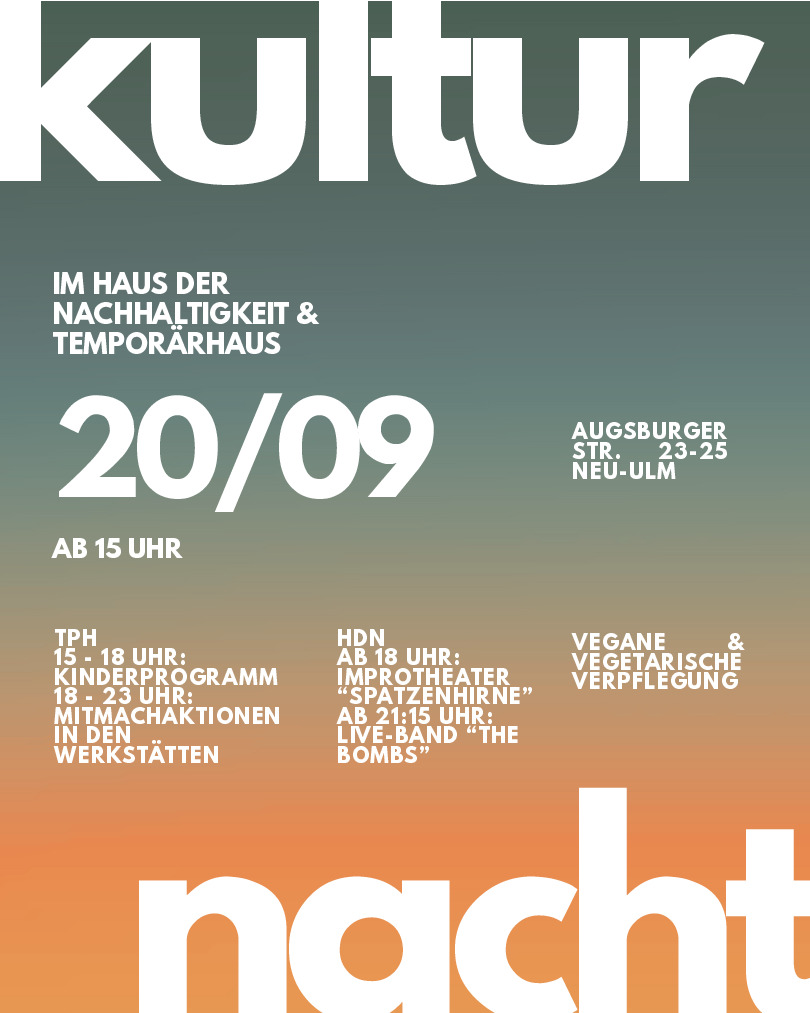 kultur
IM HAUS DER
NACHHALTIGKEIT &
TEMPORÄRHAUS
20/09
AUGSBURGER
STR. 23-25
NEU-ULM
AB 15 UHR
TPH
15 - 18 UHR:
KINDERPROGRAMM
18 - 23 UHR:
MITMACHAKTIONEN
IN DEN
WERKSTÄTTEN
HDN
AB 18 UHR:
IMPROTHEATER
“SPATZENHIRNE”
AB 21:15 UHR:
LIVE-BAND “THE
BOMBS”
VEGANE &
VEGETARISCHE
VERPFLEGUNG
nacht